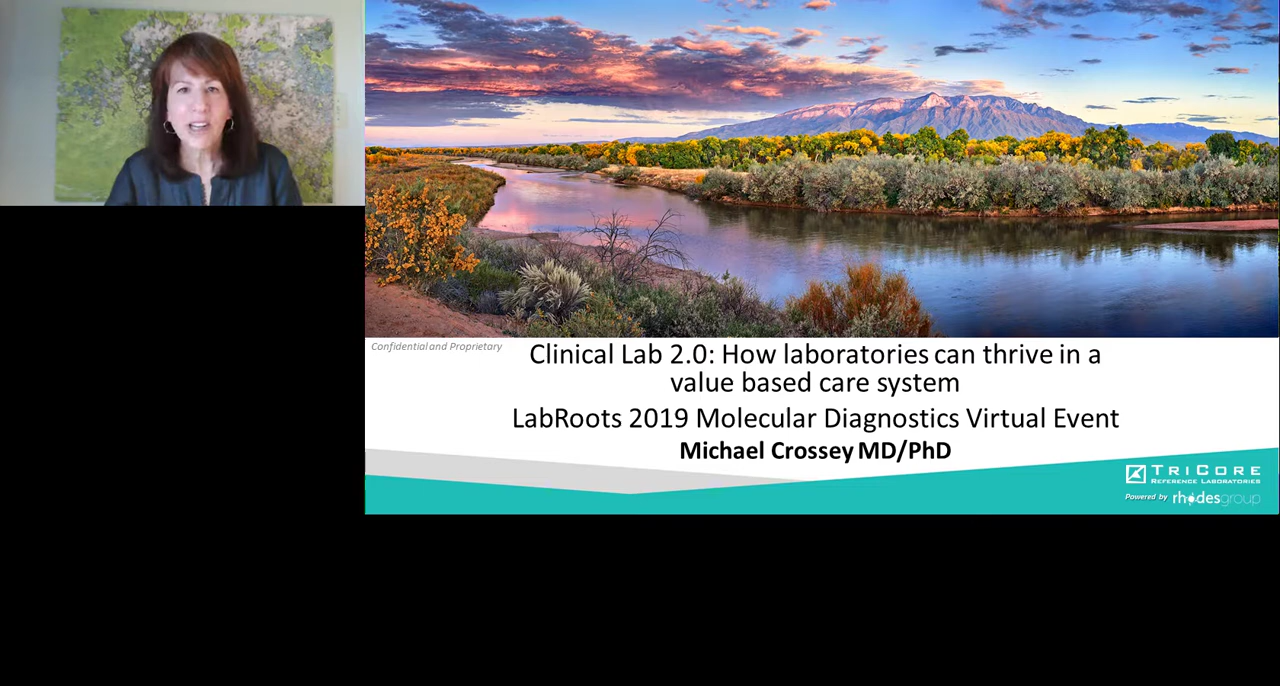 Confidential and Proprietary
Clinical Lab 2.0: How laboratories can thrive in a
value based care system
LabRoots 2019 Molecular Diagnostics Virtual Event
Michael Crossey MD/PhD
TRICORE
REFERENCE LABORATORIES
Powered by rhodesgroup